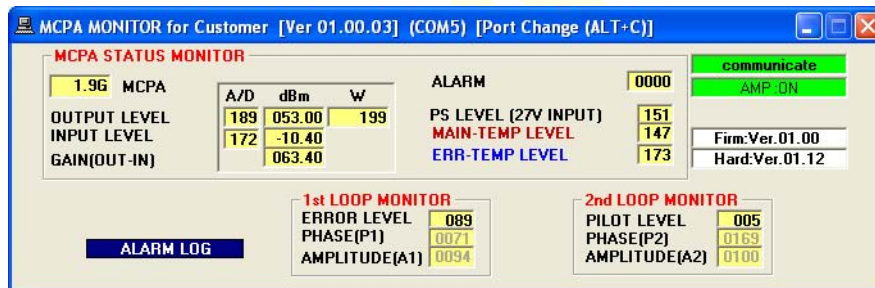 MCPA MONITOR for Customer [Ver 01.00.03] (COM5) [Port Change (ALT+C)]
MCPA STATUS MONITOR
1.9G MCPA
A/D dBm W
OUTPUT LEVEL 189 053.00 199
INPUT LEVEL 172 -10.40
GAIN(OUT-IN) 063.40
ALARM 0000
PS LEVEL (27V INPUT) 151
MAIN-TEMP LEVEL 147
ERR-TEMP LEVEL 173
communicate
AMP :ON
Firm:Ver.01.00
Hard:Ver.01.12
ALARM LOG
1st LOOP MONITOR
ERROR LEVEL 089
PHASE(P1) 0071
AMPLITUDE(A1) 0094
2nd LOOP MONITOR
PILOT LEVEL 005
PHASE(P2) 0169
AMPLITUDE(A2) 0100